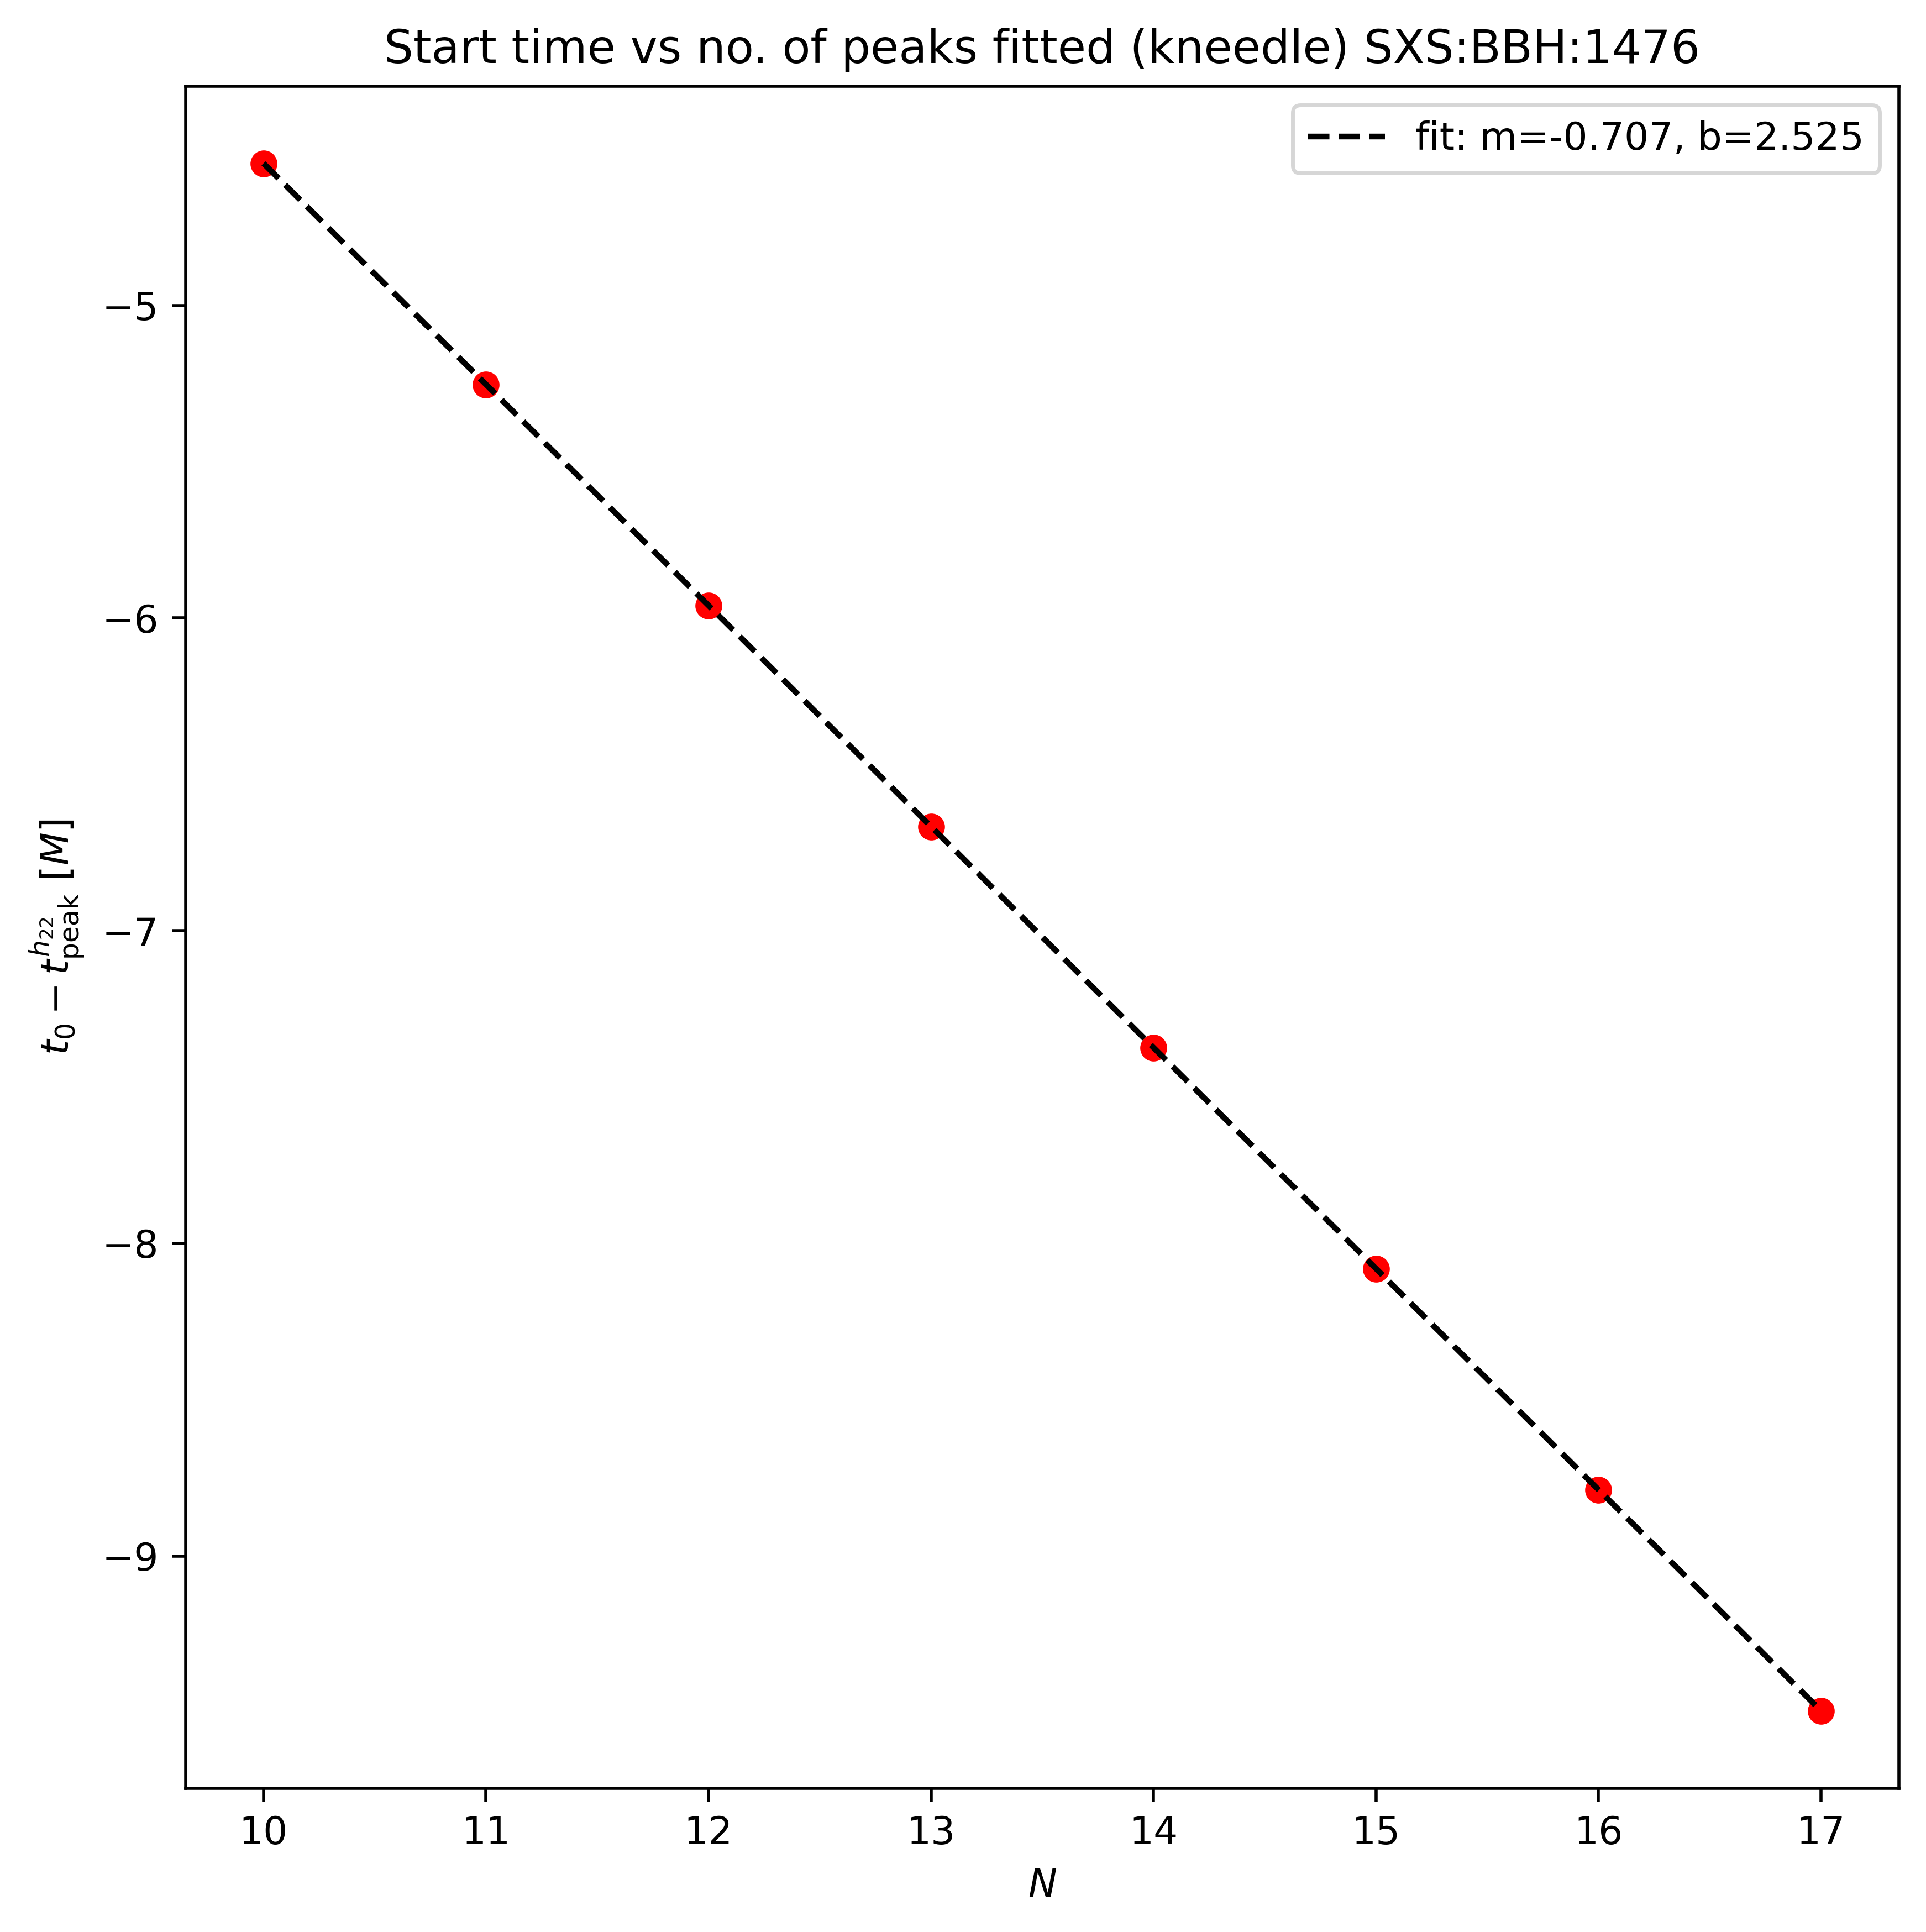 Start time vs no. of peaks fitted (kneedle) SXS:BBH:1476
fit: m=-0.707, b=2.525
−5
−6
−7
−8
−9
t₀ − t_peak^h₂₂ [M]
10 11 12 13 14 15 16 17
N